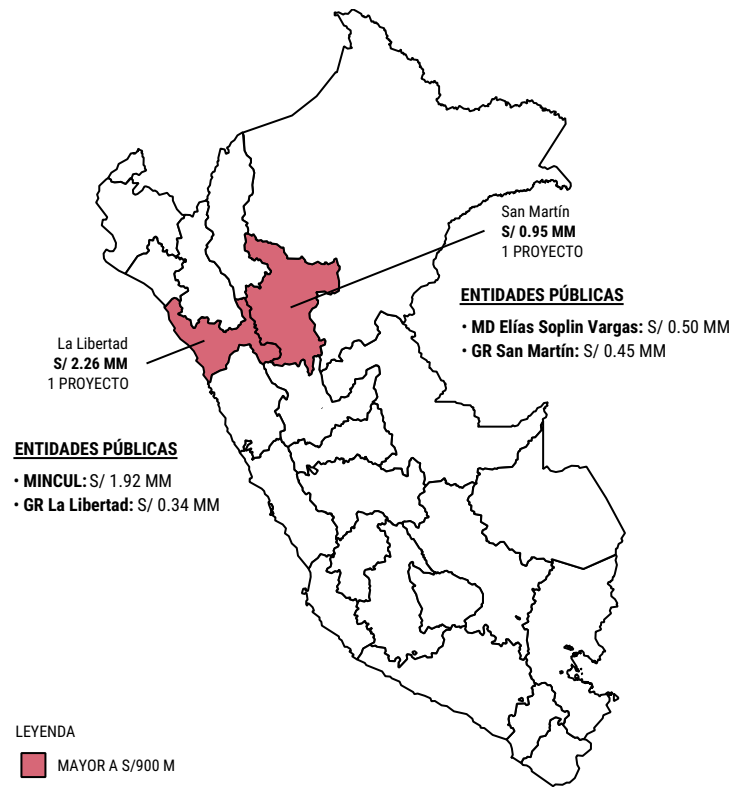 San Martín
S/ 0.95 MM
1 PROYECTO
ENTIDADES PÚBLICAS
• MD Elías Soplin Vargas: S/ 0.50 MM
• GR San Martín: S/ 0.45 MM
La Libertad
S/ 2.26 MM
1 PROYECTO
ENTIDADES PÚBLICAS
• MINCUL: S/ 1.92 MM
• GR La Libertad: S/ 0.34 MM
LEYENDA
MAYOR A S/900 M